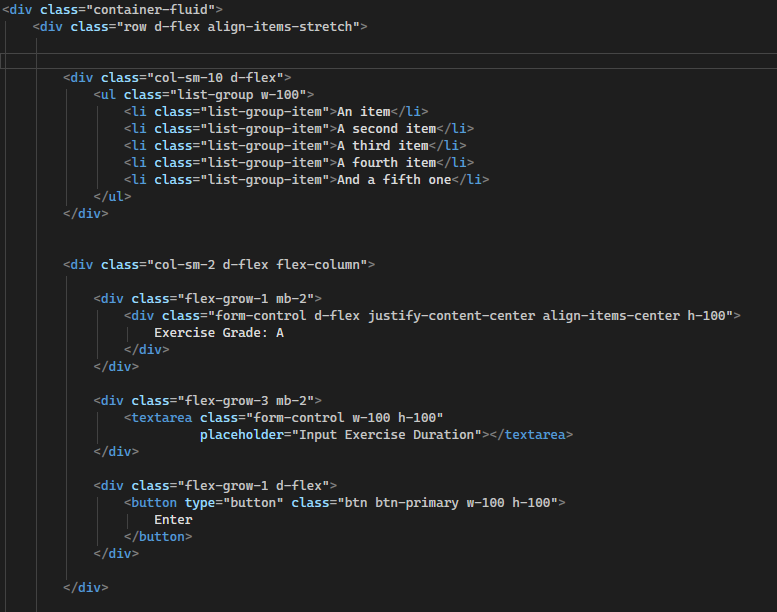 <div class="container-fluid">
<div class="row d-flex align-items-stretch">
<div class="col-sm-10 d-flex">
<ul class="list-group w-100">
<li class="list-group-item">An item</li>
<li class="list-group-item">A second item</li>
<li class="list-group-item">A third item</li>
<li class="list-group-item">A fourth item</li>
<li class="list-group-item">And a fifth one</li>
</ul>
</div>
<div class="col-sm-2 d-flex flex-column">
<div class="flex-grow-1 mb-2">
<div class="form-control d-flex justify-content-center align-items-center h-100">
Exercise Grade: A
</div>
</div>
<div class="flex-grow-3 mb-2">
<textarea class="form-control w-100 h-100"
placeholder="Input Exercise Duration"></textarea>
</div>
<div class="flex-grow-1 d-flex">
<button type="button" class="btn btn-primary w-100 h-100">
Enter
</button>
</div>
</div>